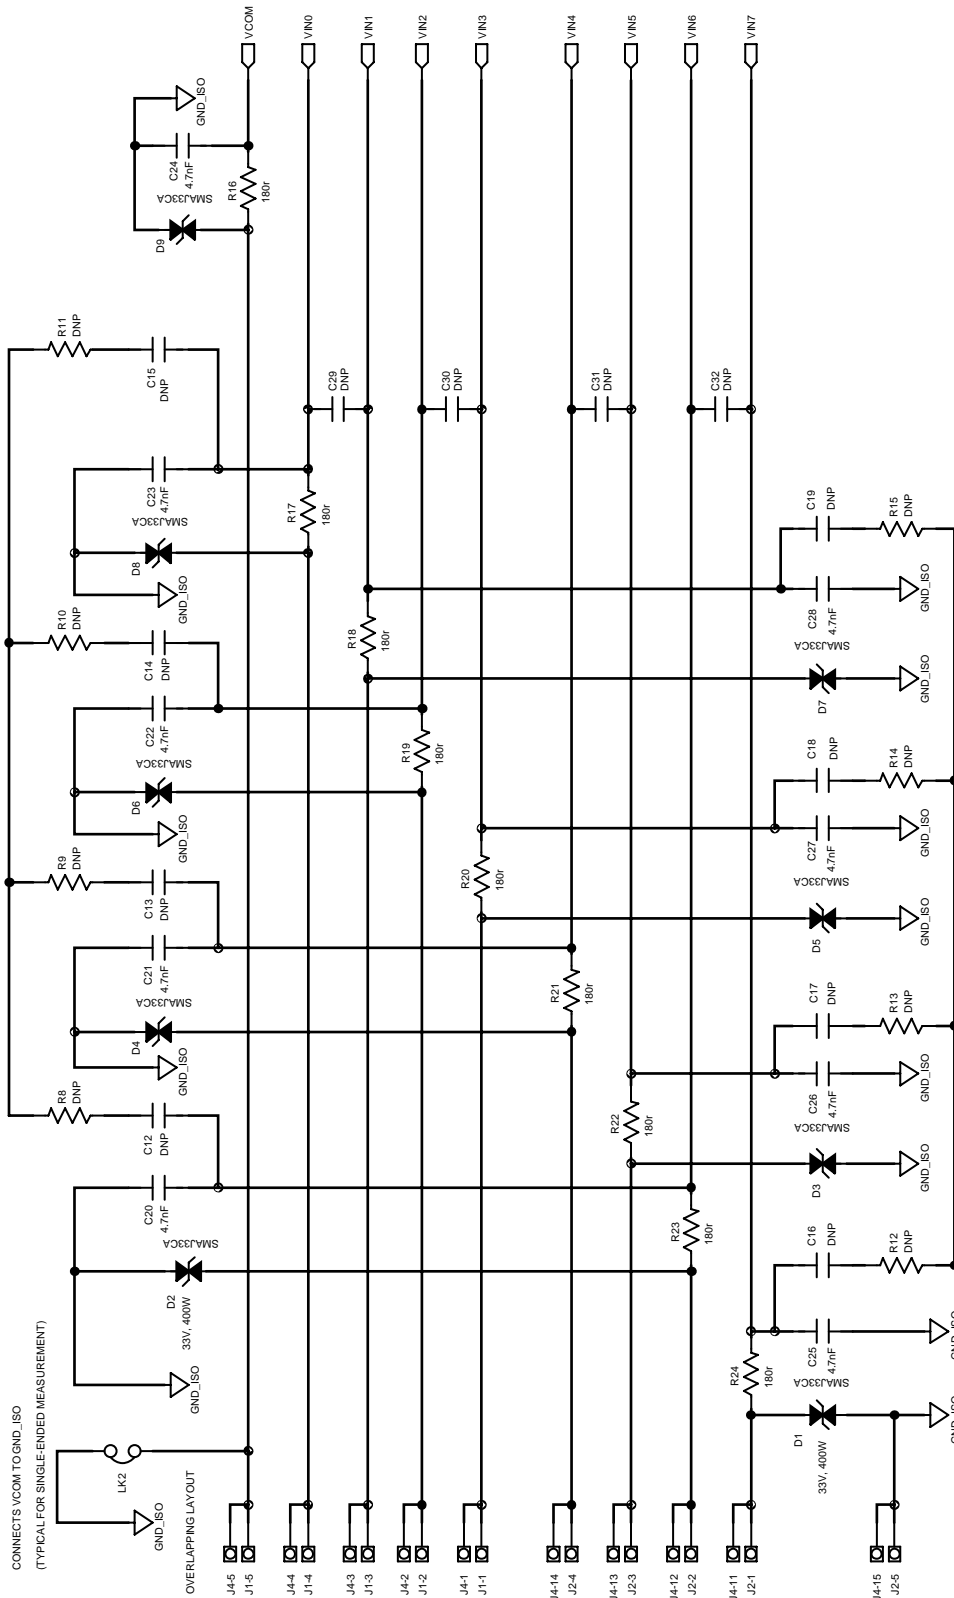 CONNECTS VCOM TO GND_ISO
(TYPICAL FOR SINGLE-ENDED MEASUREMENT)
LK2
GND_ISO
OVERLAPPING LAYOUT
R8
DNP
R9
DNP
R10
DNP
R11
DNP
C20
4.7nF
C12
DNP
C21
4.7nF
C13
DNP
C22
4.7nF
C14
DNP
C23
4.7nF
C15
DNP
C24
4.7nF
D2
33V, 400W
SMAJ33CA
D4
SMAJ33CA
D6
SMAJ33CA
D8
SMAJ33CA
D9
SMAJ33CA
GND_ISO
GND_ISO
GND_ISO
GND_ISO
GND_ISO
J4-5
J1-5
R16
180r
VCOM
J4-4
J1-4
R17
180r
VIN0
C29
DNP
J4-3
J1-3
R18
180r
VIN1
J4-2
J1-2
R19
180r
VIN2
C30
DNP
J4-1
J1-1
R20
180r
VIN3
J4-14
J2-4
R21
180r
VIN4
C31
DNP
J4-13
J2-3
R22
180r
VIN5
J4-12
J2-2
R23
180r
VIN6
C32
DNP
J4-11
J2-1
R24
180r
VIN7
D1
33V, 400W
SMAJ33CA
C25
4.7nF
C16
DNP
D3
SMAJ33CA
C26
4.7nF
C17
DNP
D5
SMAJ33CA
C27
4.7nF
C18
DNP
D7
SMAJ33CA
C28
4.7nF
C19
DNP
J4-15
J2-5
R12
DNP
R13
DNP
R14
DNP
R15
DNP
GND_ISO
GND_ISO
GND_ISO
GND_ISO
GND_ISO
GND_ISO
GND_ISO
GND_ISO